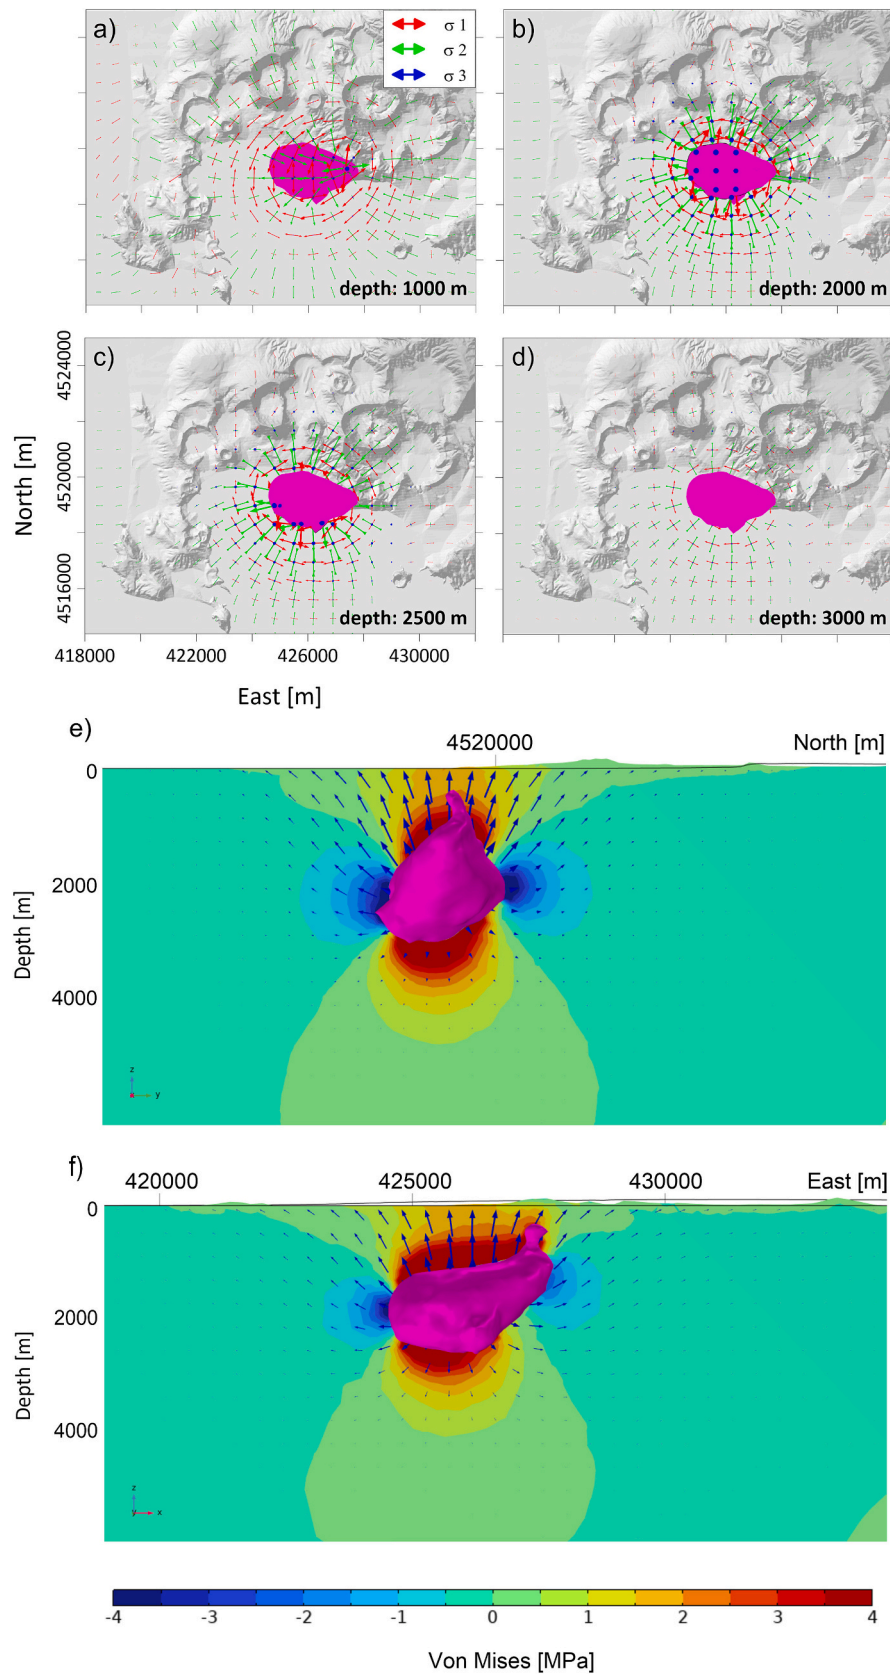 a)
σ 1
σ 2
σ 3
depth: 1000 m
b)
depth: 2000 m
c)
depth: 2500 m
d)
depth: 3000 m
North [m]
4524000
4520000
4516000
418000 422000 426000 430000
East [m]
e)
4520000 North [m]
0
2000
4000
Depth [m]
z
y
f)
420000 425000 430000 East [m]
0
2000
4000
Depth [m]
z
y x
-4 -3 -2 -1 0 1 2 3 4
Von Mises [MPa]